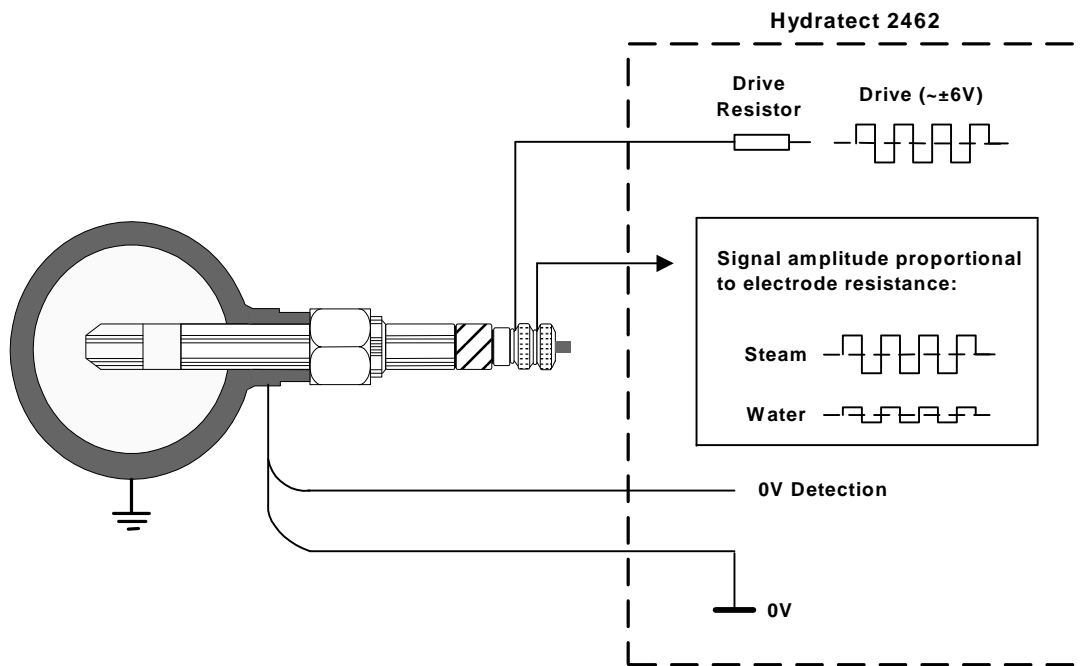 Hydratect 2462
Drive
Resistor
Drive (~±6V)
Signal amplitude proportional
to electrode resistance:
Steam
Water
0V Detection
0V